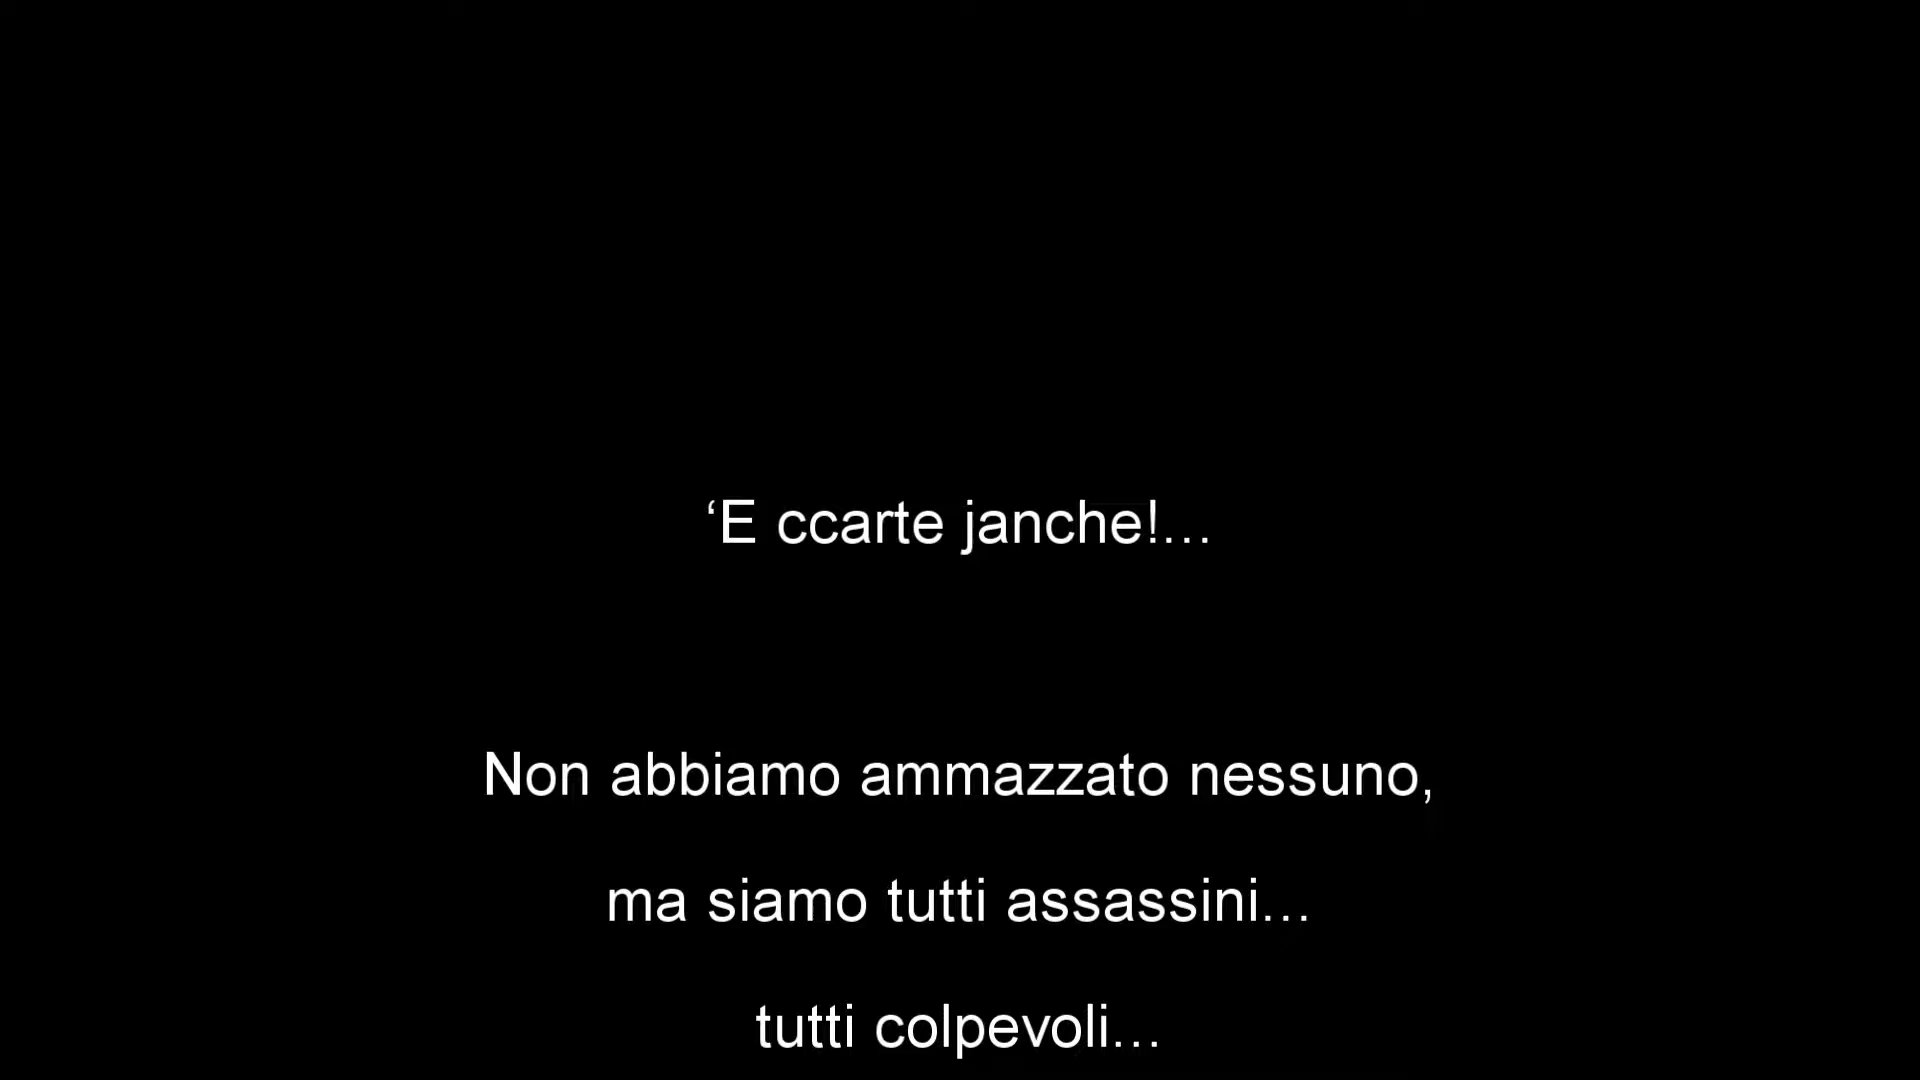 ‘E ccarte janche!...
Non abbiamo ammazzato nessuno,
ma siamo tutti assassini...
tutti colpevoli...